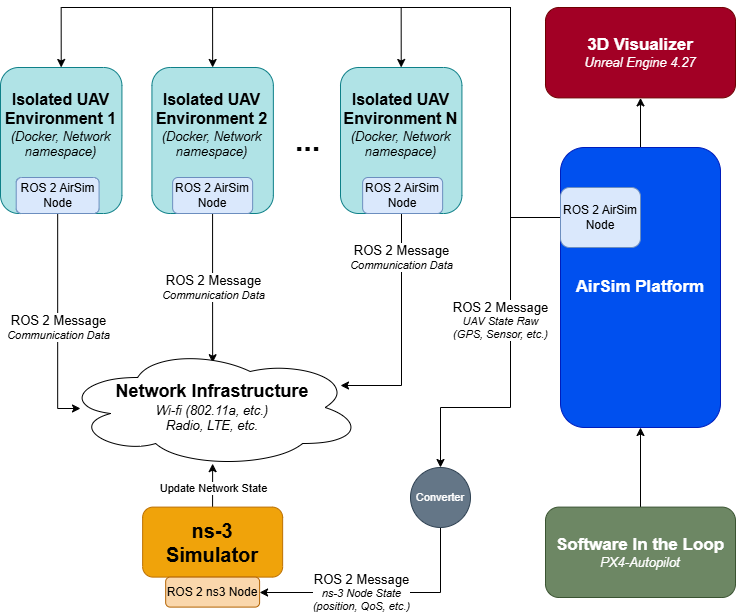 3D Visualizer
Unreal Engine 4.27
Isolated UAV
Environment 1
(Docker, Network
namespace)
ROS 2 AirSim
Node
Isolated UAV
Environment 2
(Docker, Network
namespace)
ROS 2 AirSim
Node
...
Isolated UAV
Environment N
(Docker, Network
namespace)
ROS 2 AirSim
Node
ROS 2 AirSim
Node
AirSim Platform
ROS 2 Message
Communication Data
ROS 2 Message
Communication Data
ROS 2 Message
Communication Data
ROS 2 Message
UAV State Raw
(GPS, Sensor, etc.)
Network Infrastructure
Wi-fi (802.11a, etc.)
Radio, LTE, etc.
Update Network State
Converter
ns-3
Simulator
ROS 2 ns3 Node
ROS 2 Message
ns-3 Node State
(position, QoS, etc.)
Software In the Loop
PX4-Autopilot